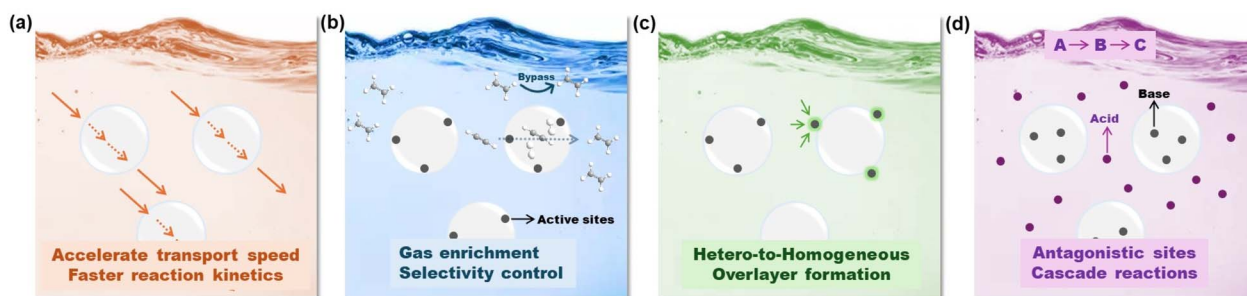 (a)
Accelerate transport speed
Faster reaction kinetics
(b)
Bypass
Active sites
Gas enrichment
Selectivity control
(c)
Hetero-to-Homogeneous
Overlayer formation
(d)
A → B → C
Base
Acid
Antagonistic sites
Cascade reactions